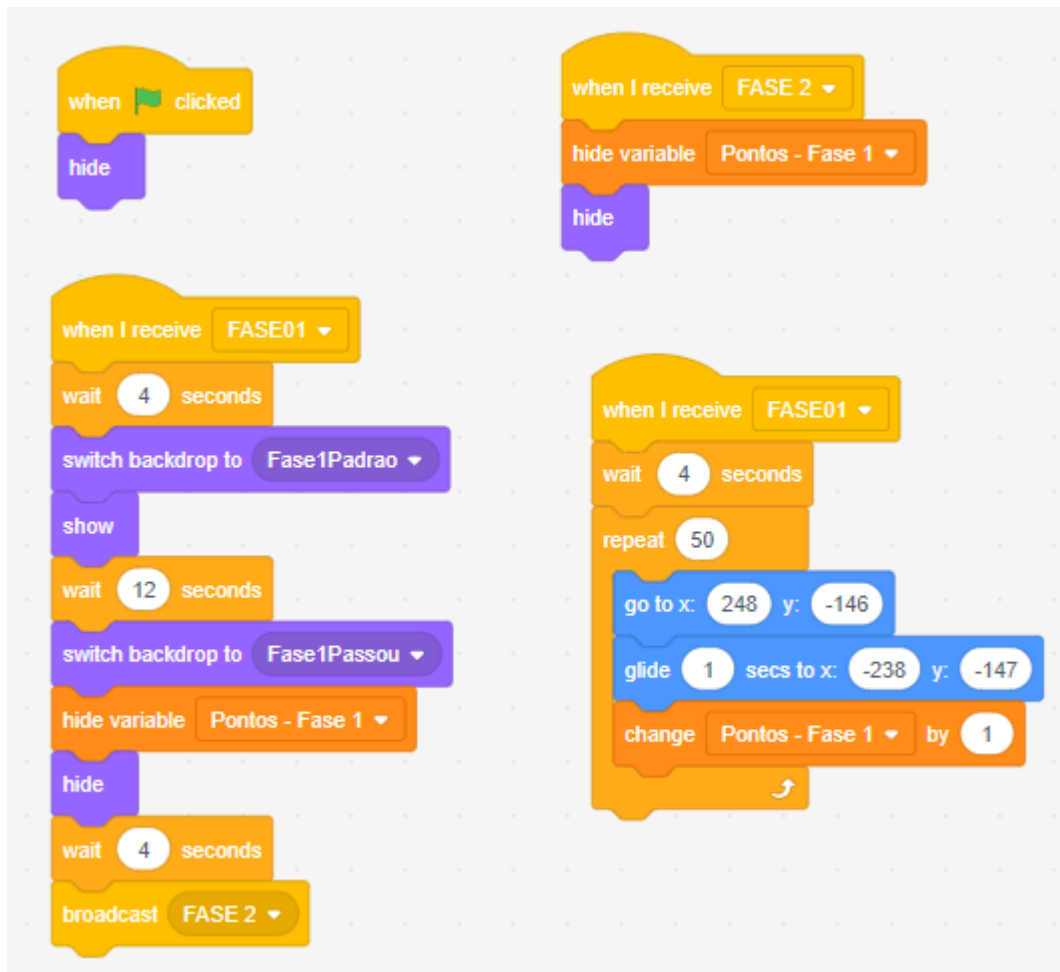 when clicked
hide
when I receive FASE 2
hide variable Pontos - Fase 1
hide
when I receive FASE01
wait 4 seconds
switch backdrop to Fase1Padrao
show
wait 12 seconds
switch backdrop to Fase1Passou
hide variable Pontos - Fase 1
hide
wait 4 seconds
broadcast FASE 2
when I receive FASE01
wait 4 seconds
repeat 50
go to x: 248 y: -146
glide 1 secs to x: -238 y: -147
change Pontos - Fase 1 by 1